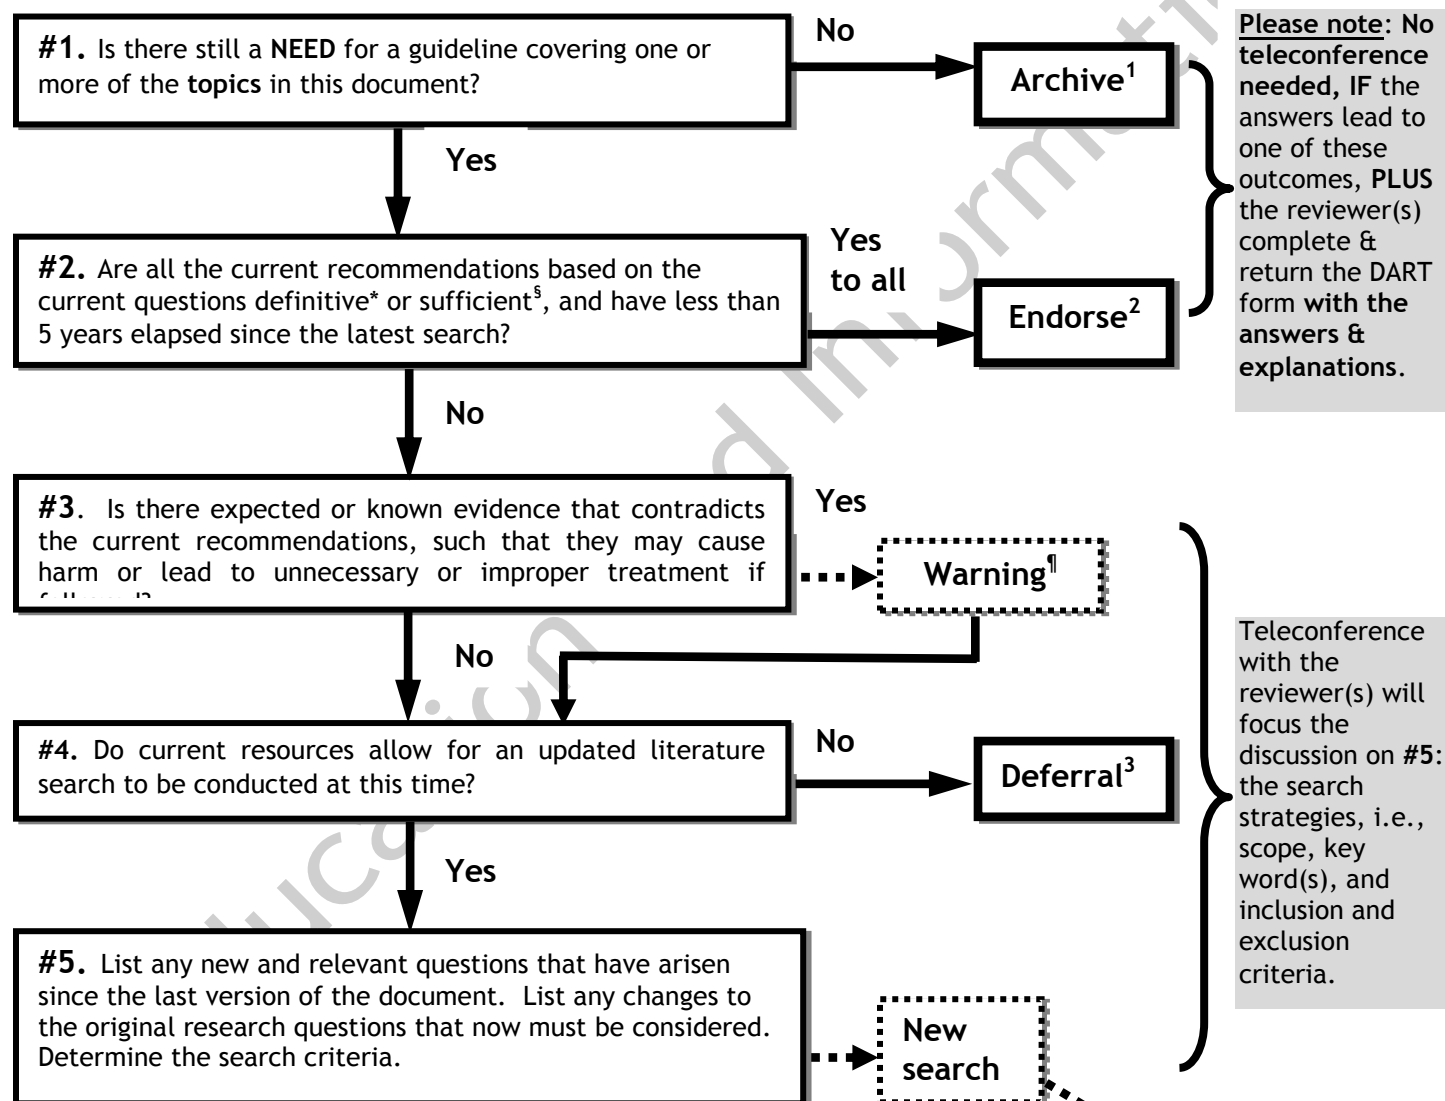 #1. Is there still a NEED for a guideline covering one or
more of the topics in this document?
No
Archive1
Please note: No
teleconference
needed, IF the
answers lead to
one of these
outcomes, PLUS
the reviewer(s)
complete &
return the DART
form with the
answers &
explanations.
Yes
#2. Are all the current recommendations based on the
current questions definitive* or sufficient§, and have less than
5 years elapsed since the latest search?
Yes
to all
Endorse2
No
#3. Is there expected or known evidence that contradicts
the current recommendations, such that they may cause
harm or lead to unnecessary or improper treatment if
Yes
Warning¶
No
#4. Do current resources allow for an updated literature
search to be conducted at this time?
No
Deferral3
Teleconference
with the
reviewer(s) will
focus the
discussion on #5:
the search
strategies, i.e.,
scope, key
word(s), and
inclusion and
exclusion
criteria.
Yes
#5. List any new and relevant questions that have arisen
since the last version of the document. List any changes to
the original research questions that now must be considered.
Determine the search criteria.
New
search